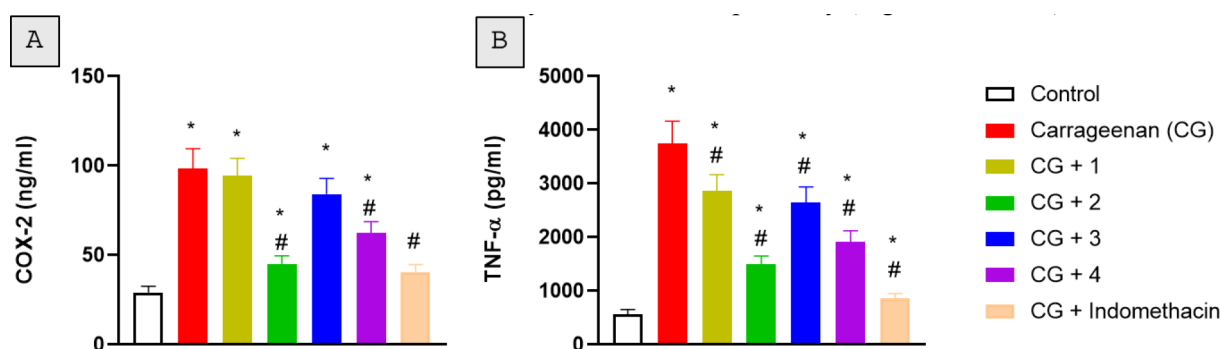 A
COX-2 (ng/ml)
150
100
50
0
*
*
*
#
*
*
#
#
B
TNF-α (pg/ml)
5000
4000
3000
2000
1000
0
*
*
#
*
#
*
#
*
#
*
#
Control
Carrageenan (CG)
CG + 1
CG + 2
CG + 3
CG + 4
CG + Indomethacin